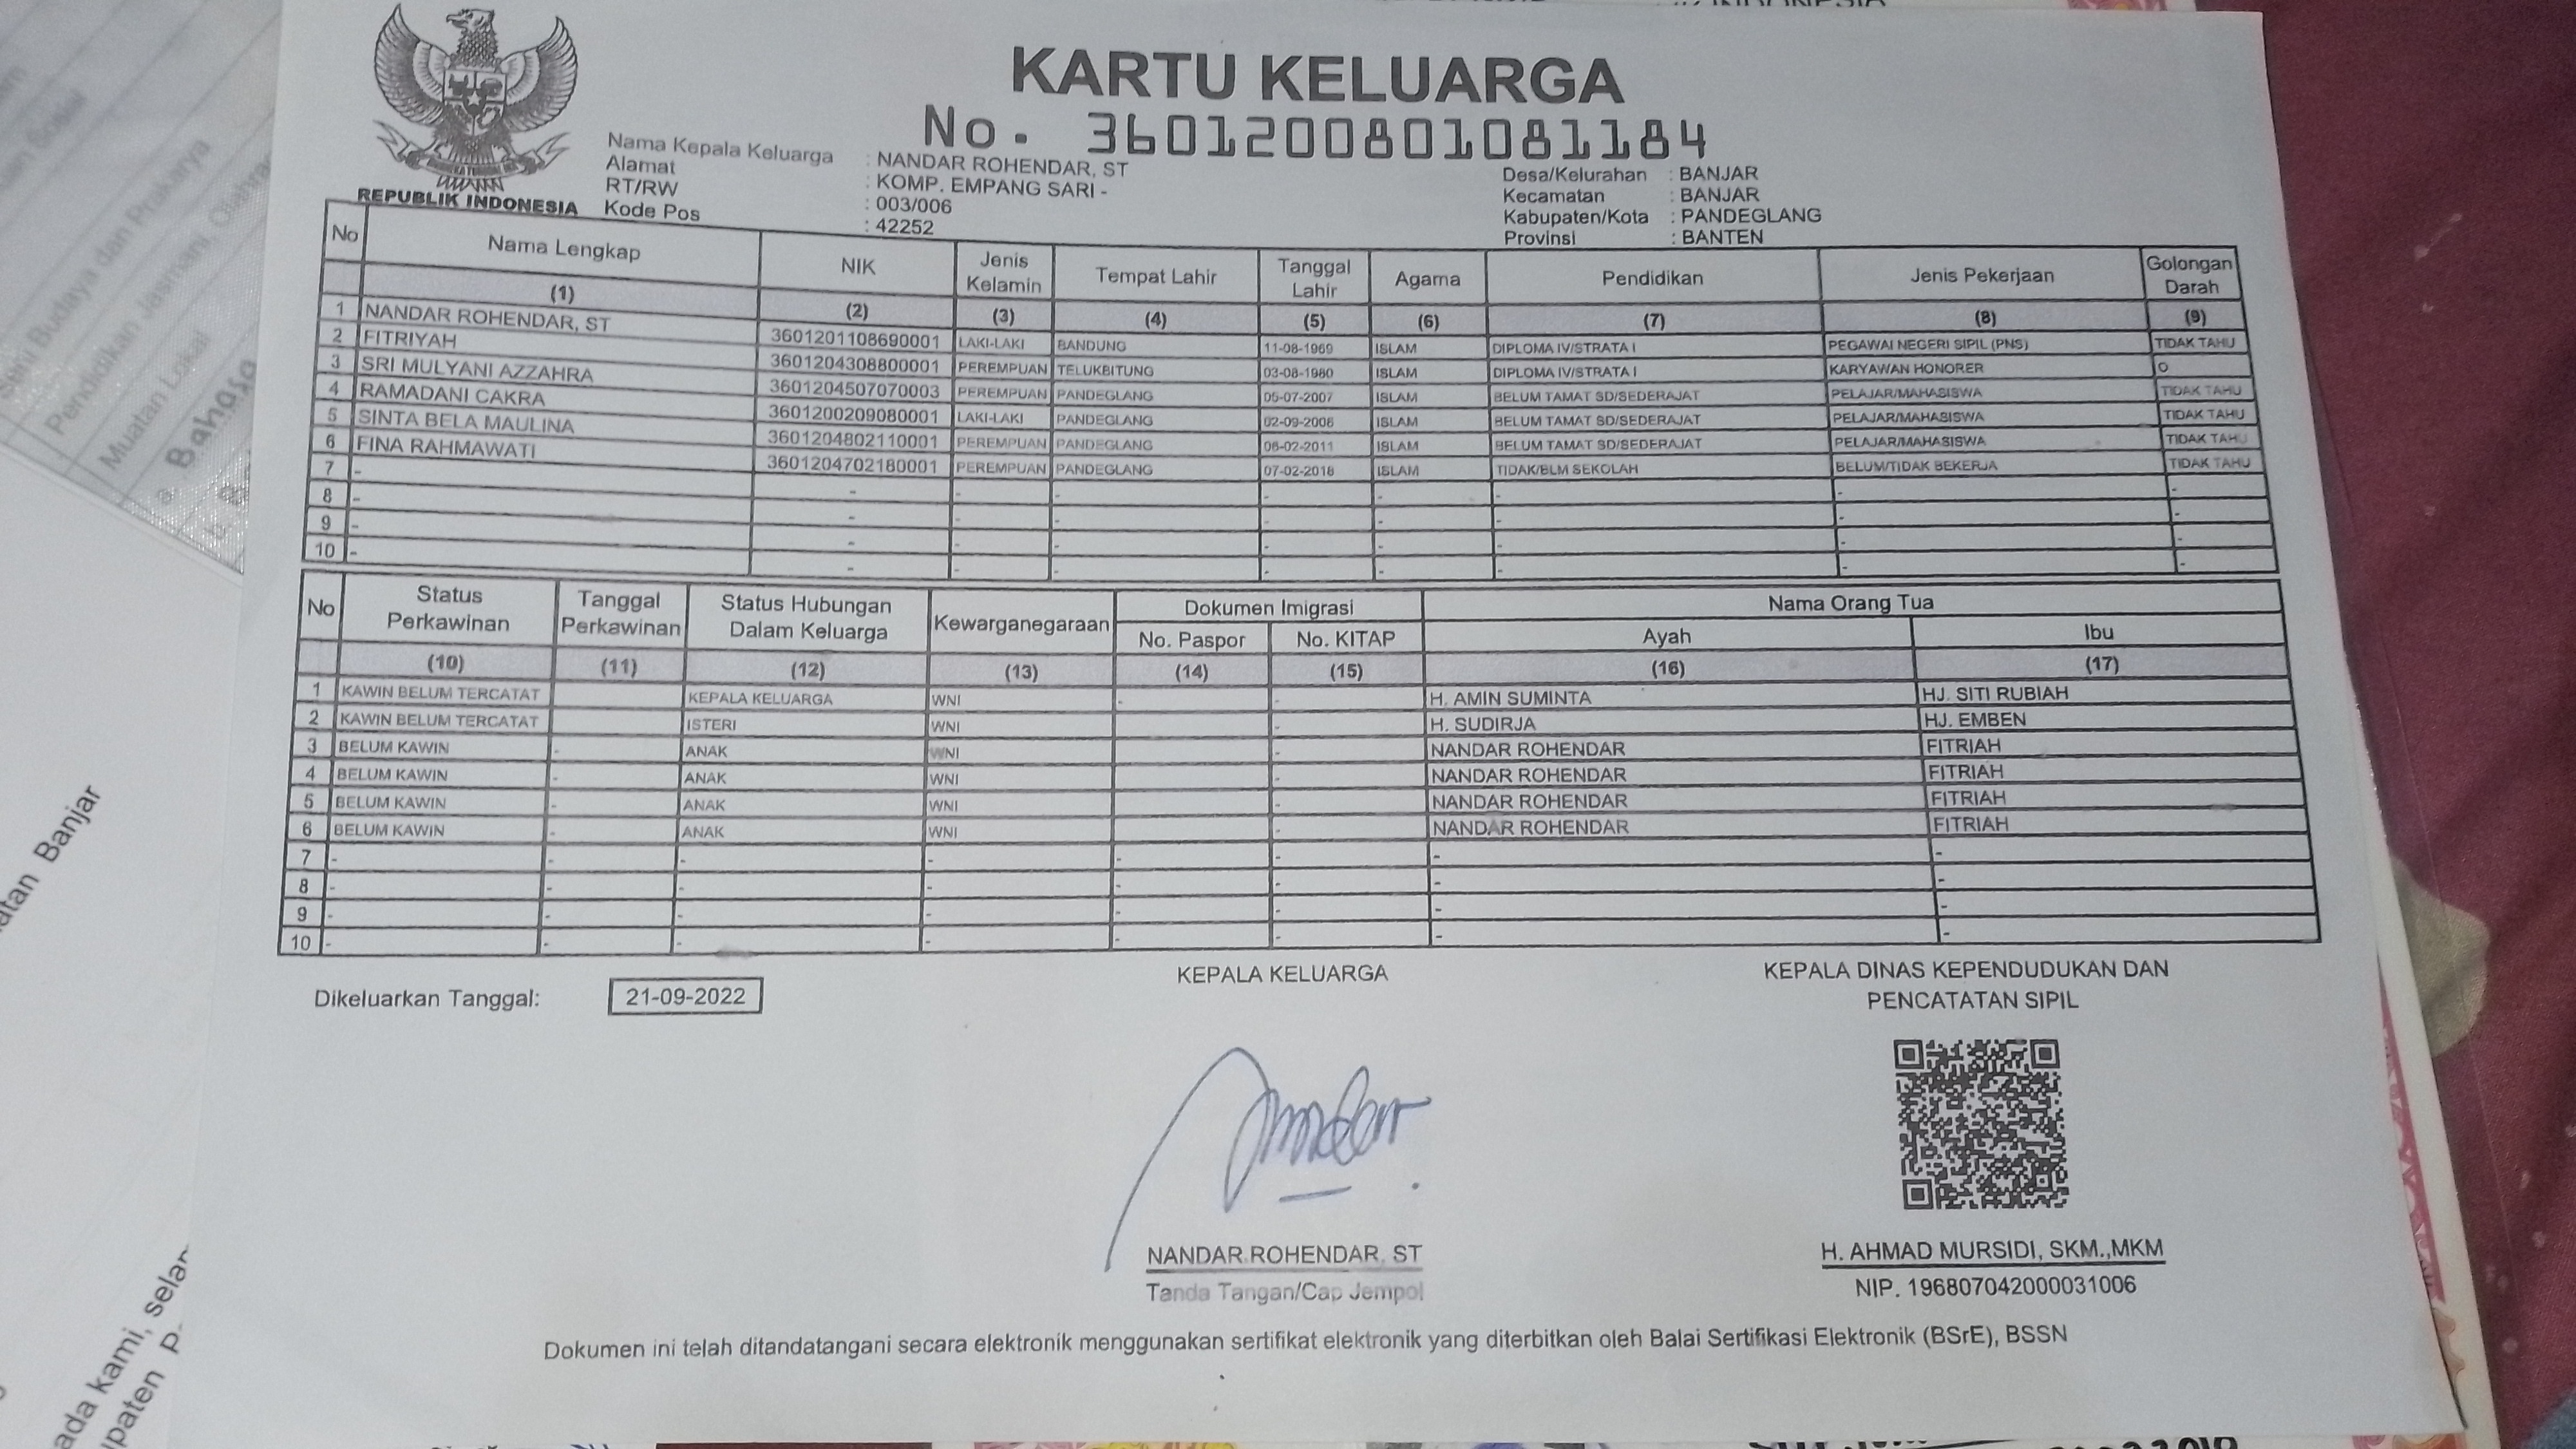 KARTU KELUARGA
No. 3601200801081184
REPUBLIK INDONESIA
Nama Kepala Keluarga : NANDAR ROHENDAR, ST
Alamat : KOMP. EMPANG SARI -
RT/RW : 003/006
Kode Pos : 42252
Desa/Kelurahan : BANJAR
Kecamatan : BANJAR
Kabupaten/Kota : PANDEGLANG
Provinsi : BANTEN
No Nama Lengkap NIK Jenis Kelamin Tempat Lahir Tanggal Lahir Agama Pendidikan Jenis Pekerjaan Golongan Darah
(1) (2) (3) (4) (5) (6) (7) (8) (9)
1 NANDAR ROHENDAR, ST 3601201108690001 LAKI-LAKI BANDUNG 11-08-1969 ISLAM DIPLOMA IV/STRATA I PEGAWAI NEGERI SIPIL (PNS) TIDAK TAHU
2 FITRIYAH 3601204308800001 PEREMPUAN TELUKBITUNG 03-08-1980 ISLAM DIPLOMA IV/STRATA I KARYAWAN HONORER O
3 SRI MULYANI AZZAHRA 3601204507070003 PEREMPUAN PANDEGLANG 05-07-2007 ISLAM BELUM TAMAT SD/SEDERAJAT PELAJAR/MAHASISWA TIDAK TAHU
4 RAMADANI CAKRA 3601200209080001 LAKI-LAKI PANDEGLANG 02-09-2008 ISLAM BELUM TAMAT SD/SEDERAJAT PELAJAR/MAHASISWA TIDAK TAHU
5 SINTA BELA MAULINA 3601204802110001 PEREMPUAN PANDEGLANG 08-02-2011 ISLAM BELUM TAMAT SD/SEDERAJAT PELAJAR/MAHASISWA TIDAK TAHU
6 FINA RAHMAWATI 3601204702180001 PEREMPUAN PANDEGLANG 07-02-2018 ISLAM TIDAK/BLM SEKOLAH BELUM/TIDAK BEKERJA TIDAK TAHU
7 - - - - - - - - -
8 - - - - - - - - -
9 - - - - - - - - -
10 - - - - - - - - -
No Status Perkawinan Tanggal Perkawinan Status Hubungan Dalam Keluarga Kewarganegaraan Dokumen Imigrasi Nama Orang Tua
No. Paspor No. KITAP Ayah Ibu
(10) (11) (12) (13) (14) (15) (16) (17)
1 KAWIN BELUM TERCATAT KEPALA KELUARGA WNI - - H. AMIN SUMINTA HJ. SITI RUBIAH
2 KAWIN BELUM TERCATAT ISTERI WNI - - H. SUDIRJA HJ. EMBEN
3 BELUM KAWIN - ANAK WNI - - NANDAR ROHENDAR FITRIAH
4 BELUM KAWIN - ANAK WNI - - NANDAR ROHENDAR FITRIAH
5 BELUM KAWIN - ANAK WNI - - NANDAR ROHENDAR FITRIAH
6 BELUM KAWIN - ANAK WNI - - NANDAR ROHENDAR FITRIAH
7 - - - - - - - -
8 - - - - - - - -
9 - - - - - - - -
10 - - - - - - - -
Dikeluarkan Tanggal: 21-09-2022
KEPALA KELUARGA
NANDAR ROHENDAR, ST
Tanda Tangan/Cap Jempol
KEPALA DINAS KEPENDUDUKAN DAN
PENCATATAN SIPIL
H. AHMAD MURSIDI, SKM.,MKM
NIP. 196807042000031006
Dokumen ini telah ditandatangani secara elektronik menggunakan sertifikat elektronik yang diterbitkan oleh Balai Sertifikasi Elektronik (BSrE), BSSN
Banjar
ada kami,
Seni Budaya dan Prakarya
Pendidikan Jasmani,
Muatan Lokal
a. Bahasa